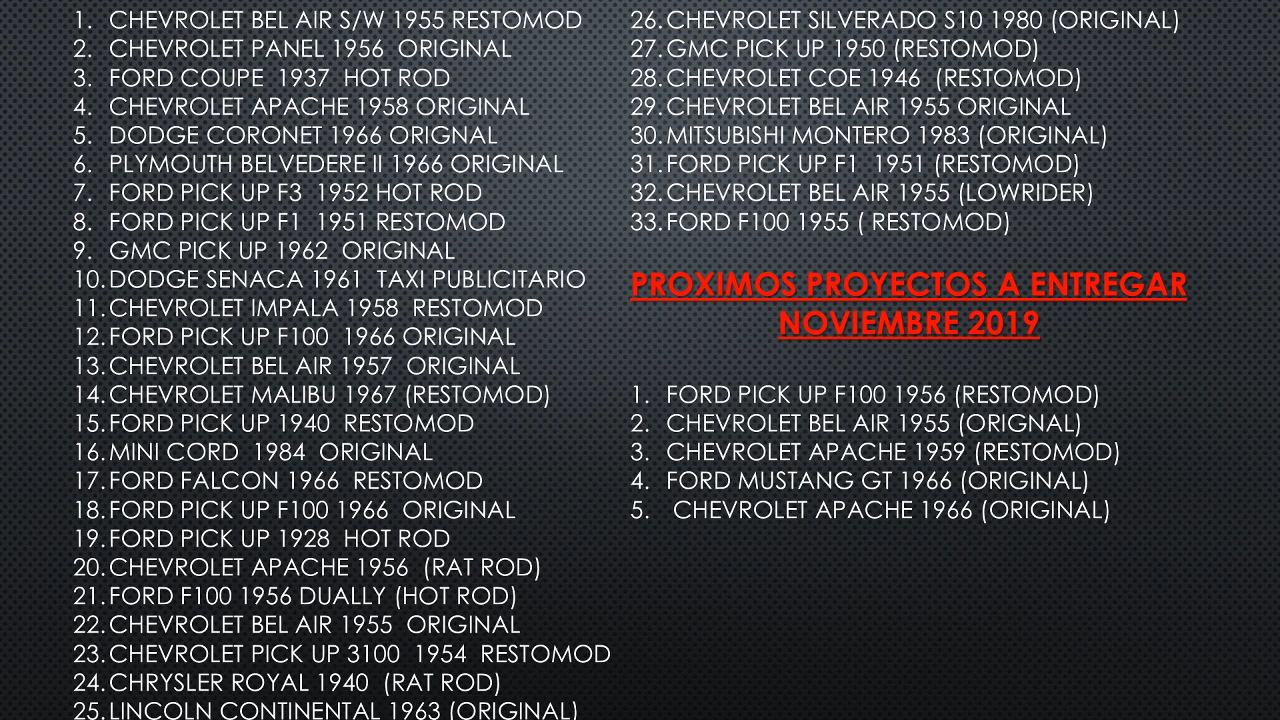 1. CHEVROLET BEL AIR S/W 1955 RESTOMOD
2. CHEVROLET PANEL 1956 ORIGINAL
3. FORD COUPE 1937 HOT ROD
4. CHEVROLET APACHE 1958 ORIGINAL
5. DODGE CORONET 1966 ORIGNAL
6. PLYMOUTH BELVEDERE II 1966 ORIGINAL
7. FORD PICK UP F3 1952 HOT ROD
8. FORD PICK UP F1 1951 RESTOMOD
9. GMC PICK UP 1962 ORIGINAL
10. DODGE SENACA 1961 TAXI PUBLICITARIO
11. CHEVROLET IMPALA 1958 RESTOMOD
12. FORD PICK UP F100 1966 ORIGINAL
13. CHEVROLET BEL AIR 1957 ORIGINAL
14. CHEVROLET MALIBU 1967 (RESTOMOD)
15. FORD PICK UP 1940 RESTOMOD
16. MINI CORD 1984 ORIGINAL
17. FORD FALCON 1966 RESTOMOD
18. FORD PICK UP F100 1966 ORIGINAL
19. FORD PICK UP 1928 HOT ROD
20. CHEVROLET APACHE 1956 (RAT ROD)
21. FORD F100 1956 DUALLY (HOT ROD)
22. CHEVROLET BEL AIR 1955 ORIGINAL
23. CHEVROLET PICK UP 3100 1954 RESTOMOD
24. CHRYSLER ROYAL 1940 (RAT ROD)
25. LINCOLN CONTINENTAL 1963 (ORIGINAL)
26. CHEVROLET SILVERADO S10 1980 (ORIGINAL)
27. GMC PICK UP 1950 (RESTOMOD)
28. CHEVROLET COE 1946 (RESTOMOD)
29. CHEVROLET BEL AIR 1955 ORIGINAL
30. MITSUBISHI MONTERO 1983 (ORIGINAL)
31. FORD PICK UP F1 1951 (RESTOMOD)
32. CHEVROLET BEL AIR 1955 (LOWRIDER)
33. FORD F100 1955 ( RESTOMOD)
PROXIMOS PROYECTOS A ENTREGAR
NOVIEMBRE 2019
1. FORD PICK UP F100 1956 (RESTOMOD)
2. CHEVROLET BEL AIR 1955 (ORIGNAL)
3. CHEVROLET APACHE 1959 (RESTOMOD)
4. FORD MUSTANG GT 1966 (ORIGINAL)
5. CHEVROLET APACHE 1966 (ORIGINAL)